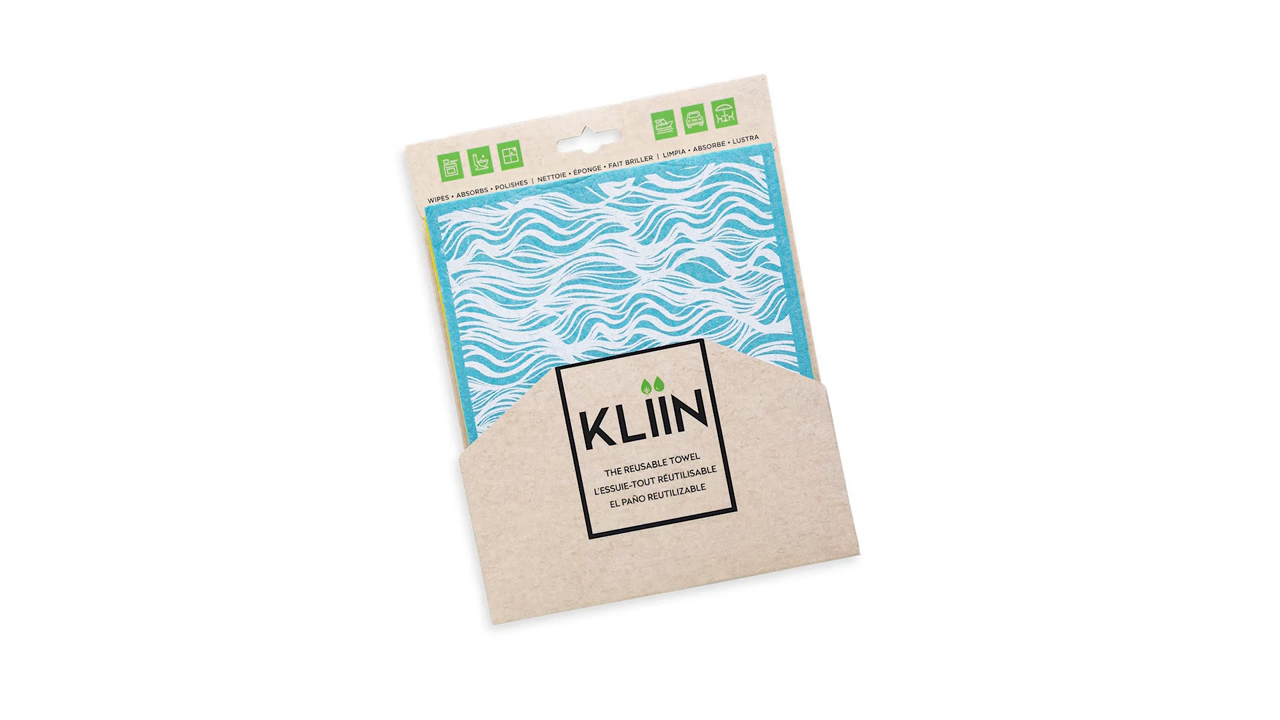 WIPES • ABSORBS • POLISHES | NETTOIE • ÉPONGE • FAIT BRILLER | LIMPIA • ABSORBE • LUSTRA
KLIIN
THE REUSABLE TOWEL
L'ESSUIE-TOUT RÉUTILISABLE
EL PAÑO REUTILIZABLE